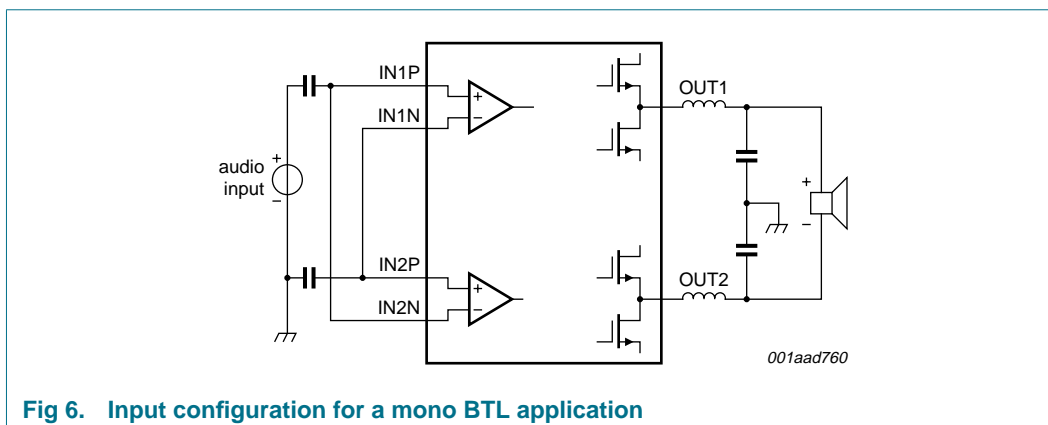 IN1P
IN1N
audio
input
+
−
+
−
OUT1
+
−
IN2P
IN2N
+
−
OUT2
001aad760
Fig 6. Input configuration for a mono BTL application